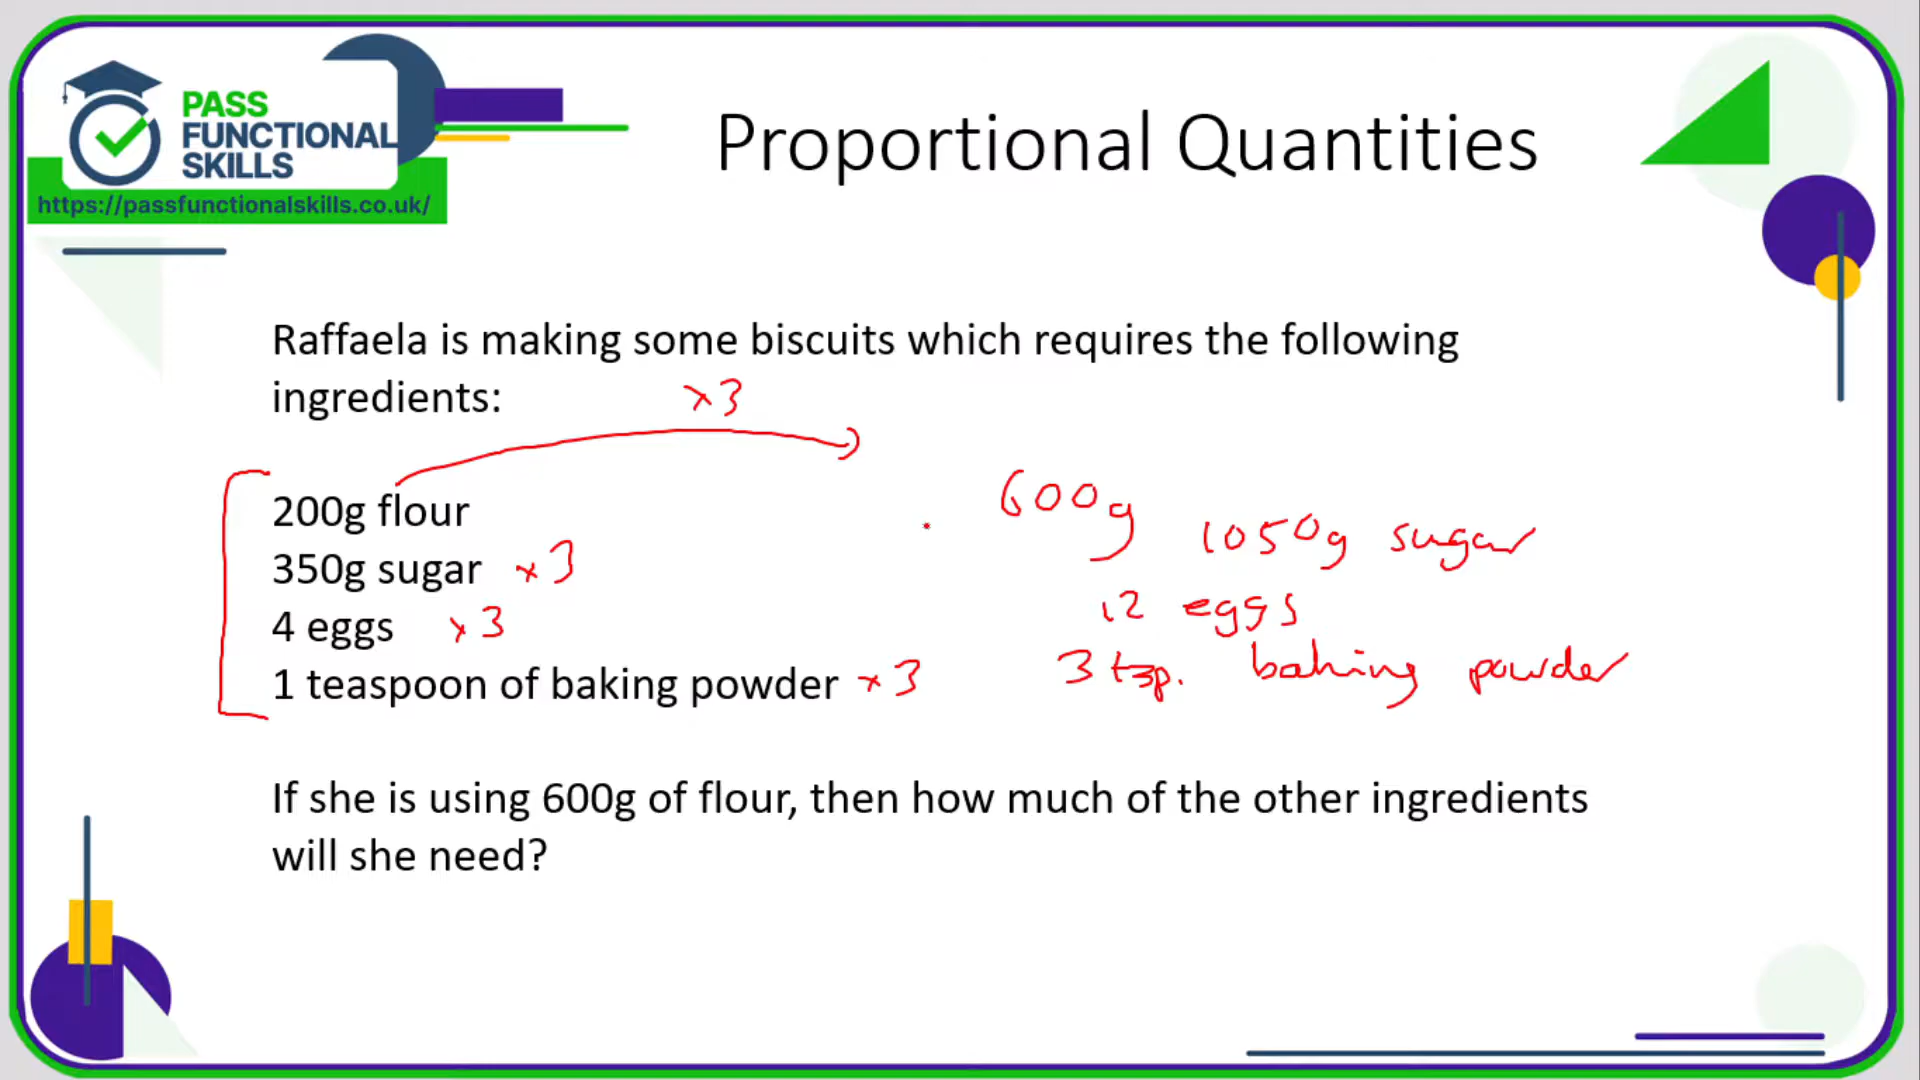 PASS
FUNCTIONAL
SKILLS
https://passfunctionalskills.co.uk/
Proportional Quantities
Raffaela is making some biscuits which requires the following
ingredients:
×3
200g flour
600g
350g sugar ×3
1050g sugar
4 eggs ×3
12 eggs
1 teaspoon of baking powder ×3
3 tsp. baking powder
If she is using 600g of flour, then how much of the other ingredients
will she need?